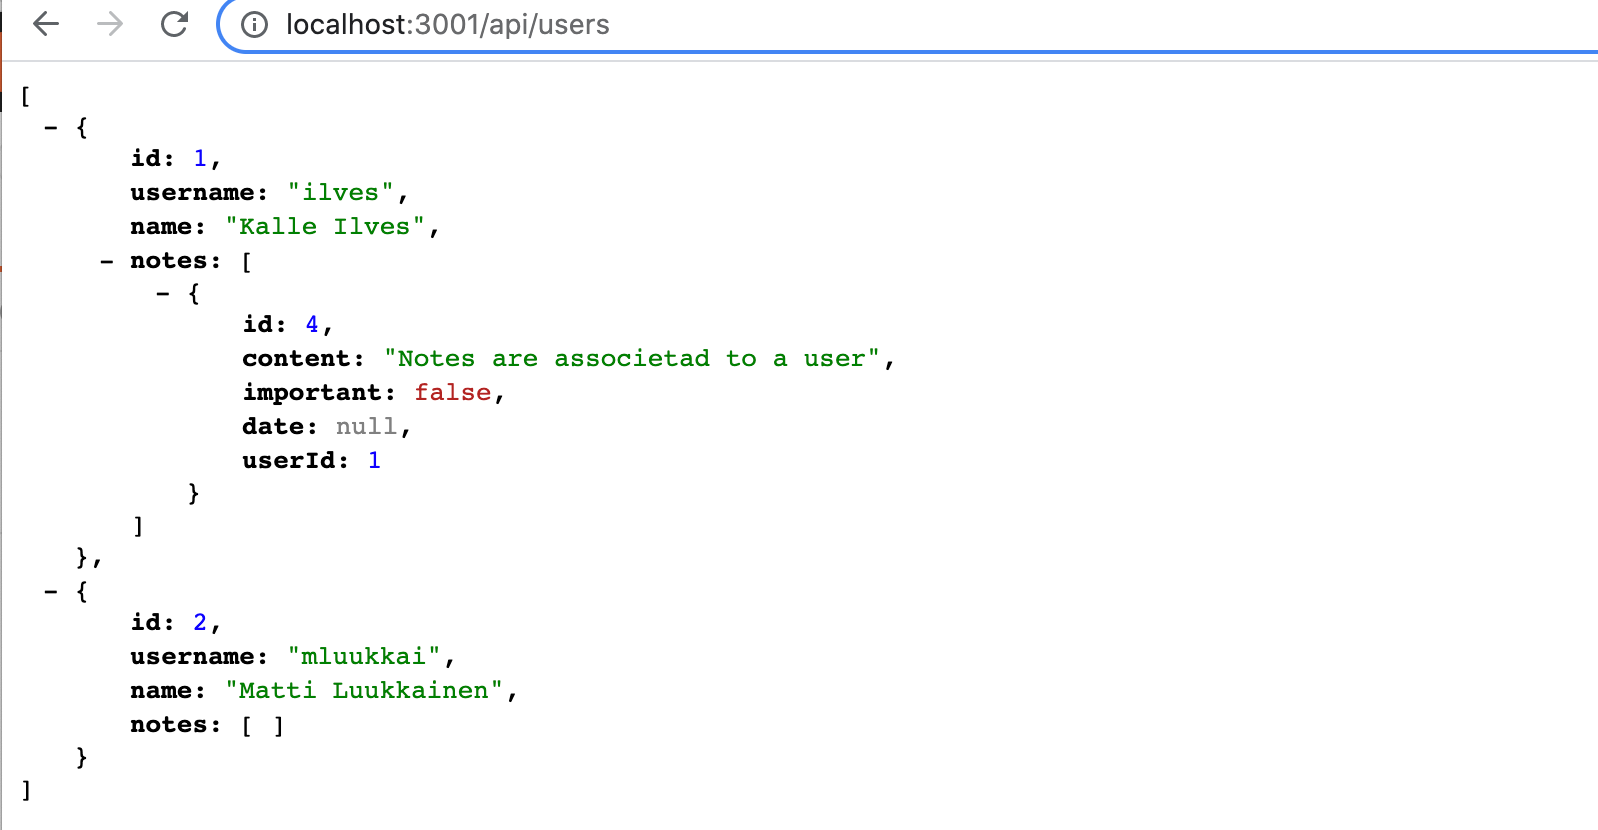 localhost:3001/api/users
[
- {
id: 1,
username: "ilves",
name: "Kalle Ilves",
- notes: [
- {
id: 4,
content: "Notes are associetad to a user",
important: false,
date: null,
userId: 1
}
]
},
- {
id: 2,
username: "mluukkai",
name: "Matti Luukkainen",
notes: [ ]
}
]